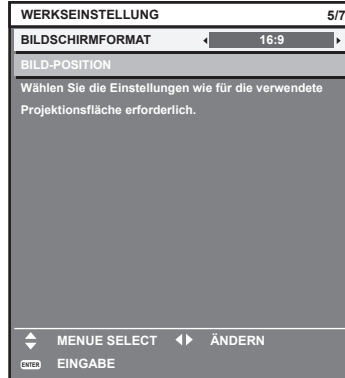 WERKSEINSTELLUNG 5/7
BILDSCHIRMFORMAT 16:9
BILD-POSITION
Wählen Sie die Einstellungen wie für die verwendete
Projektionsfläche erforderlich.
MENUE SELECT ÄNDERN
ENTER EINGABE